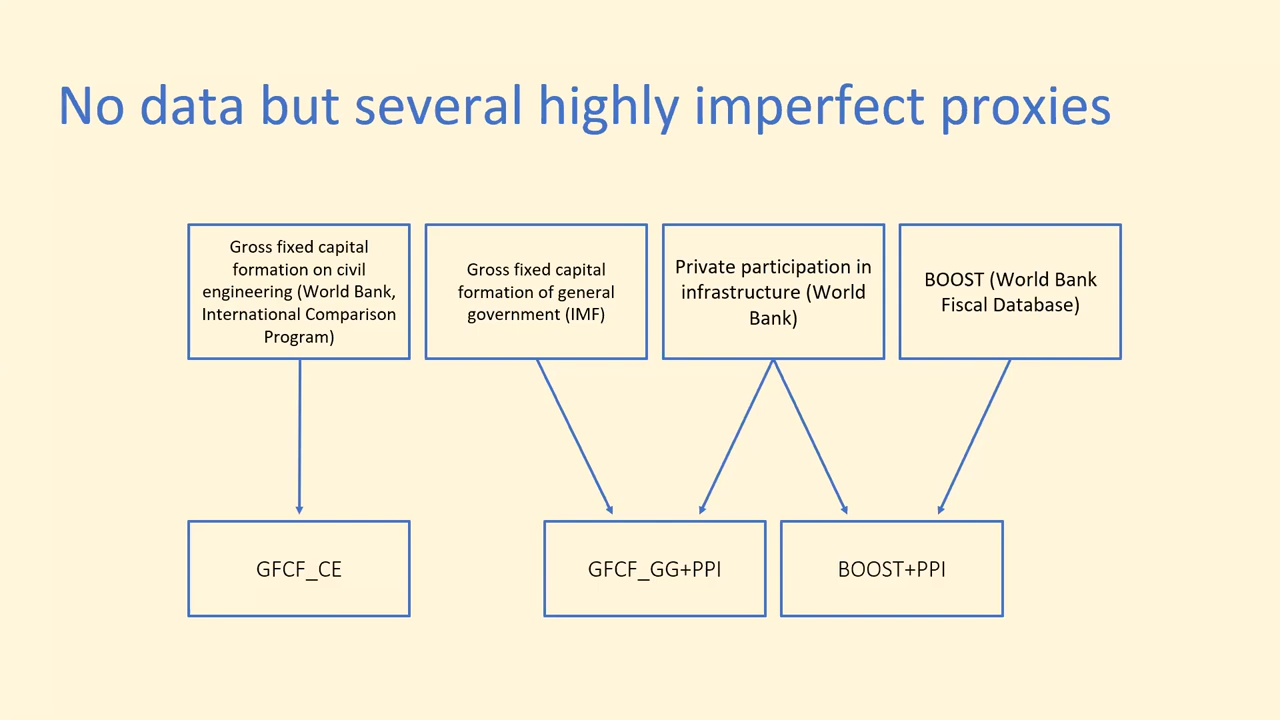 No data but several highly imperfect proxies
Gross fixed capital
formation on civil
engineering (World Bank,
International Comparison
Program)
Gross fixed capital
formation of general
government (IMF)
Private participation in
infrastructure (World
Bank)
BOOST (World Bank
Fiscal Database)
GFCF_CE
GFCF_GG+PPI
BOOST+PPI